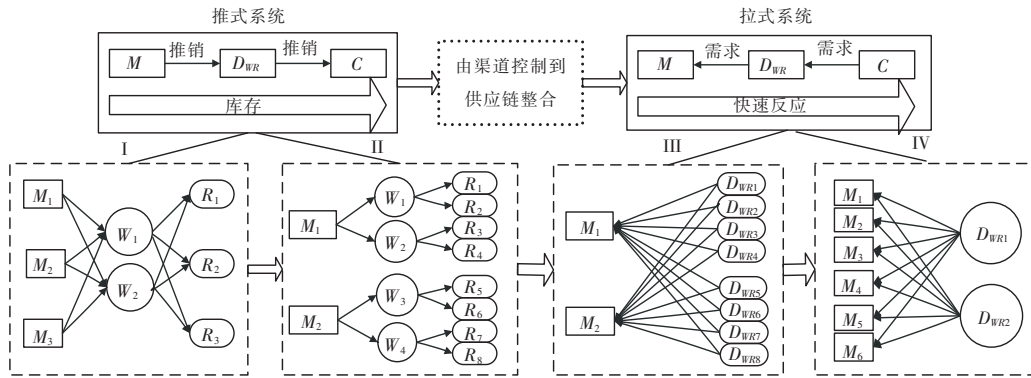 推式系统
拉式系统
M 推销 D_WR 推销 C
库存
由渠道控制到
供应链整合
M 需求 D_WR 需求 C
快速反应
I
II
III
IV
M1
M2
M3
W1
W2
R1
R2
R3
M1
M2
W1
W2
W3
W4
R1
R2
R3
R4
R5
R6
R7
R8
M1
M2
D_WR1
D_WR2
D_WR3
D_WR4
D_WR5
D_WR6
D_WR7
D_WR8
M1
M2
M3
M4
M5
M6
D_WR1
D_WR2